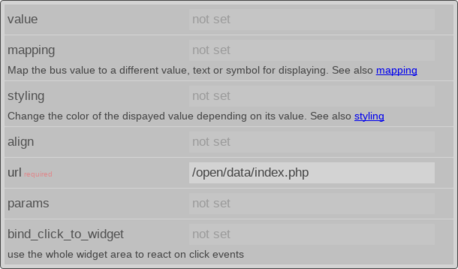 value not set
mapping not set
Map the bus value to a different value, text or symbol for displaying. See also mapping
styling not set
Change the color of the dispayed value depending on its value. See also styling
align not set
url required /open/data/index.php
params not set
bind_click_to_widget not set
use the whole widget area to react on click events